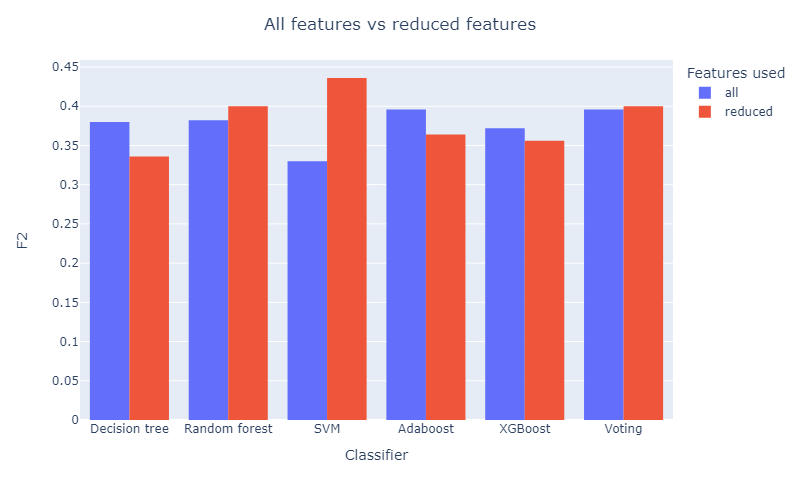 All features vs reduced features
Features used
all
reduced
F2
0.45
0.4
0.35
0.3
0.25
0.2
0.15
0.1
0.05
0
Decision tree
Random forest
SVM
Adaboost
XGBoost
Voting
Classifier